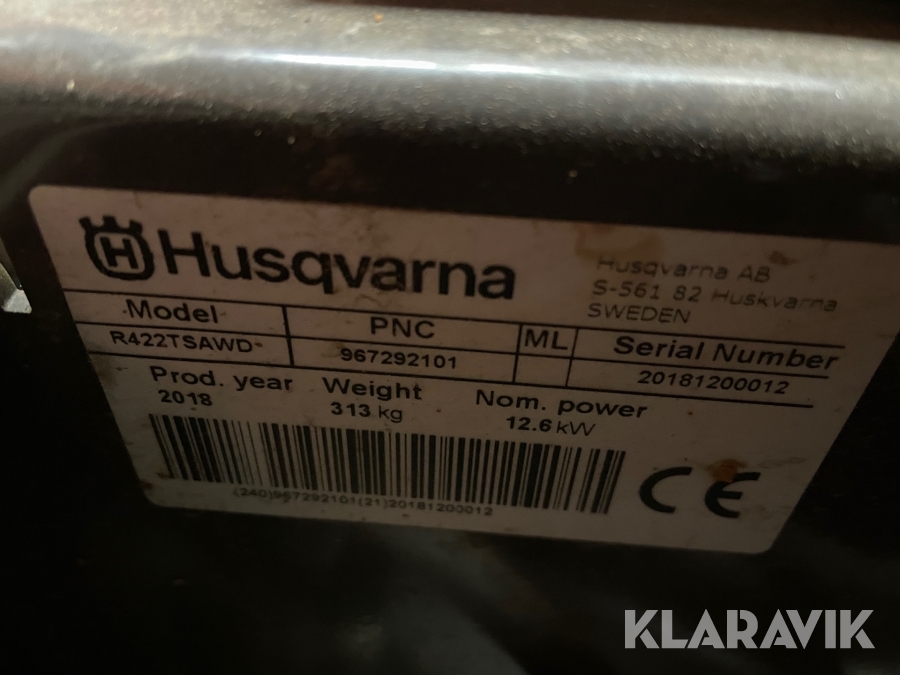 H Husqvarna
Husqvarna AB
S-561 82 Huskvarna
SWEDEN
Model PNC ML Serial Number
R422TSAWD 967292101 20181200012
Prod. year Weight Nom. power
2018 313 kg 12.6 kW
(240)967292101(21)20181200012
CE
KLARAVIK